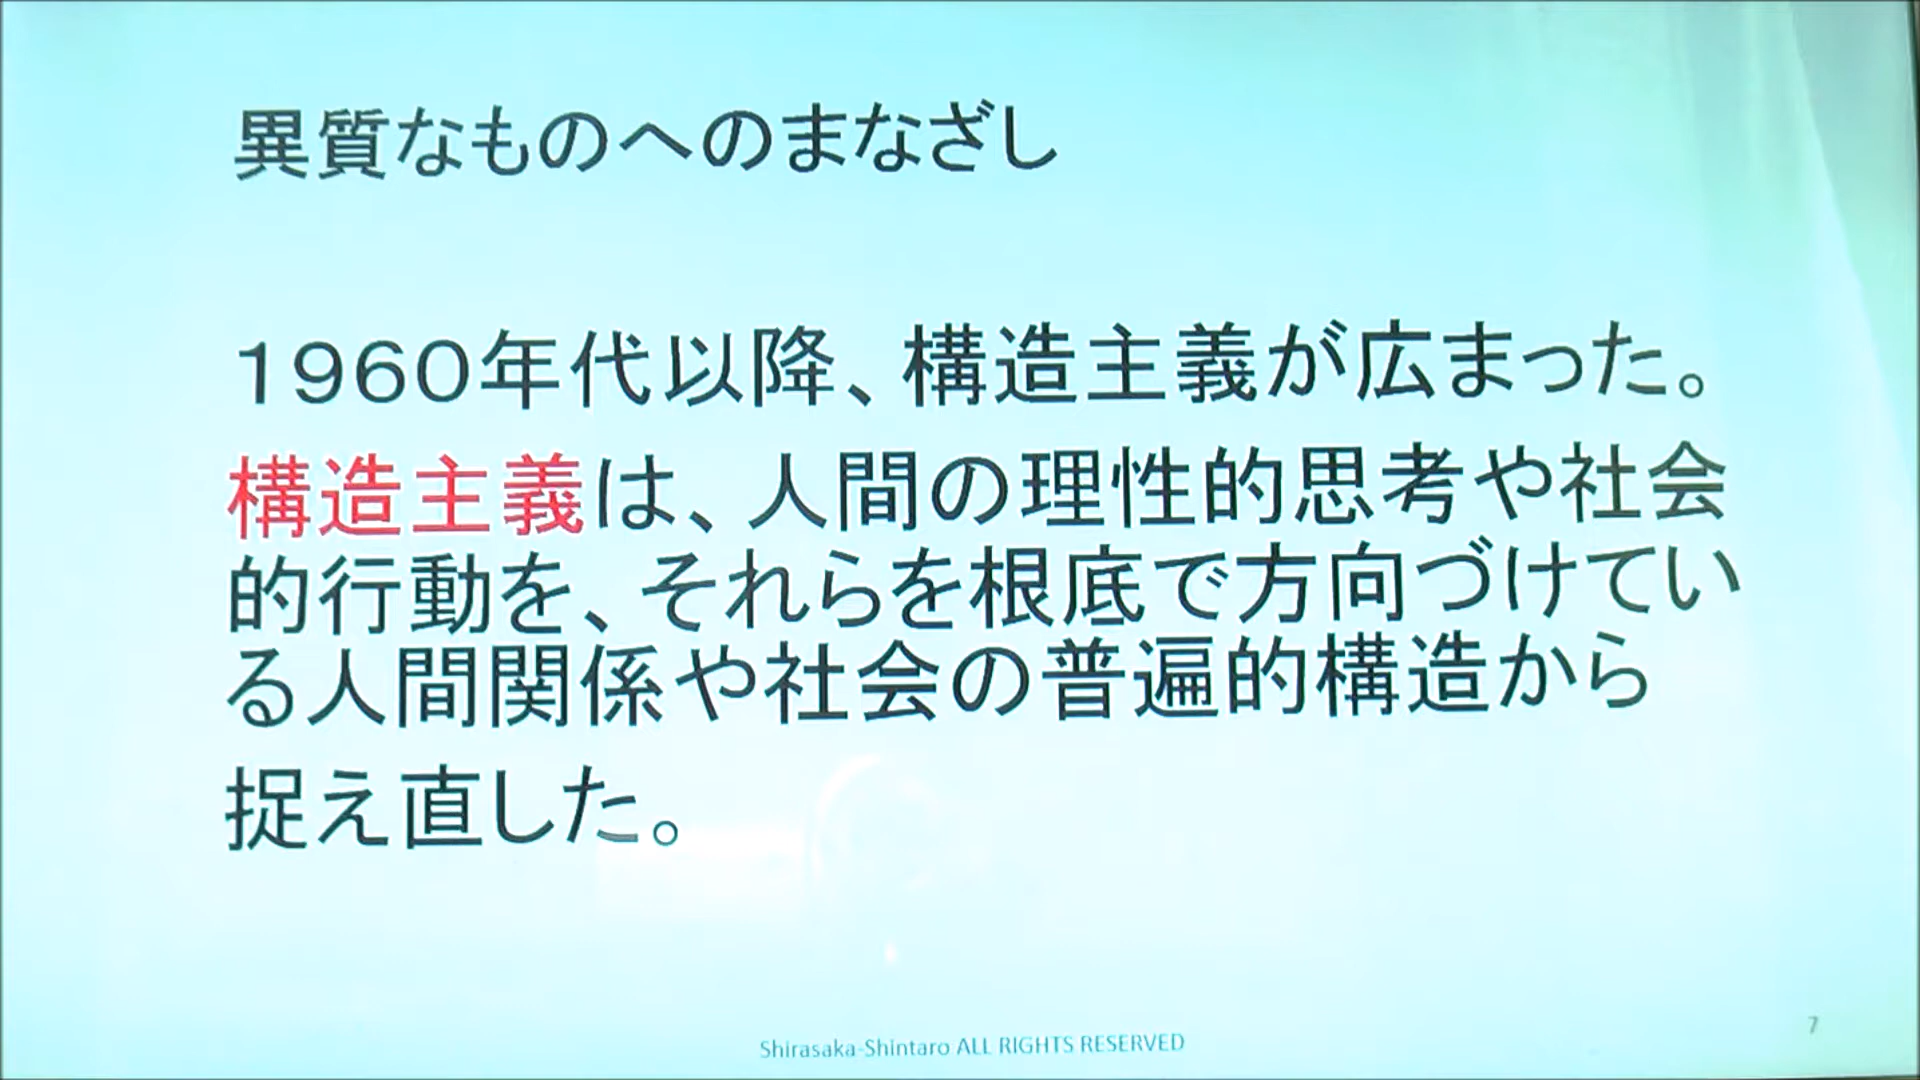 異質なものへのまなざし
1960年代以降、構造主義が広まった。
構造主義は、人間の理性的思考や社会
的行動を、それらを根底で方向づけてい
る人間関係や社会の普遍的構造から
捉え直した。
Shirasaka-Shintaro ALL RIGHTS RESERVED
7